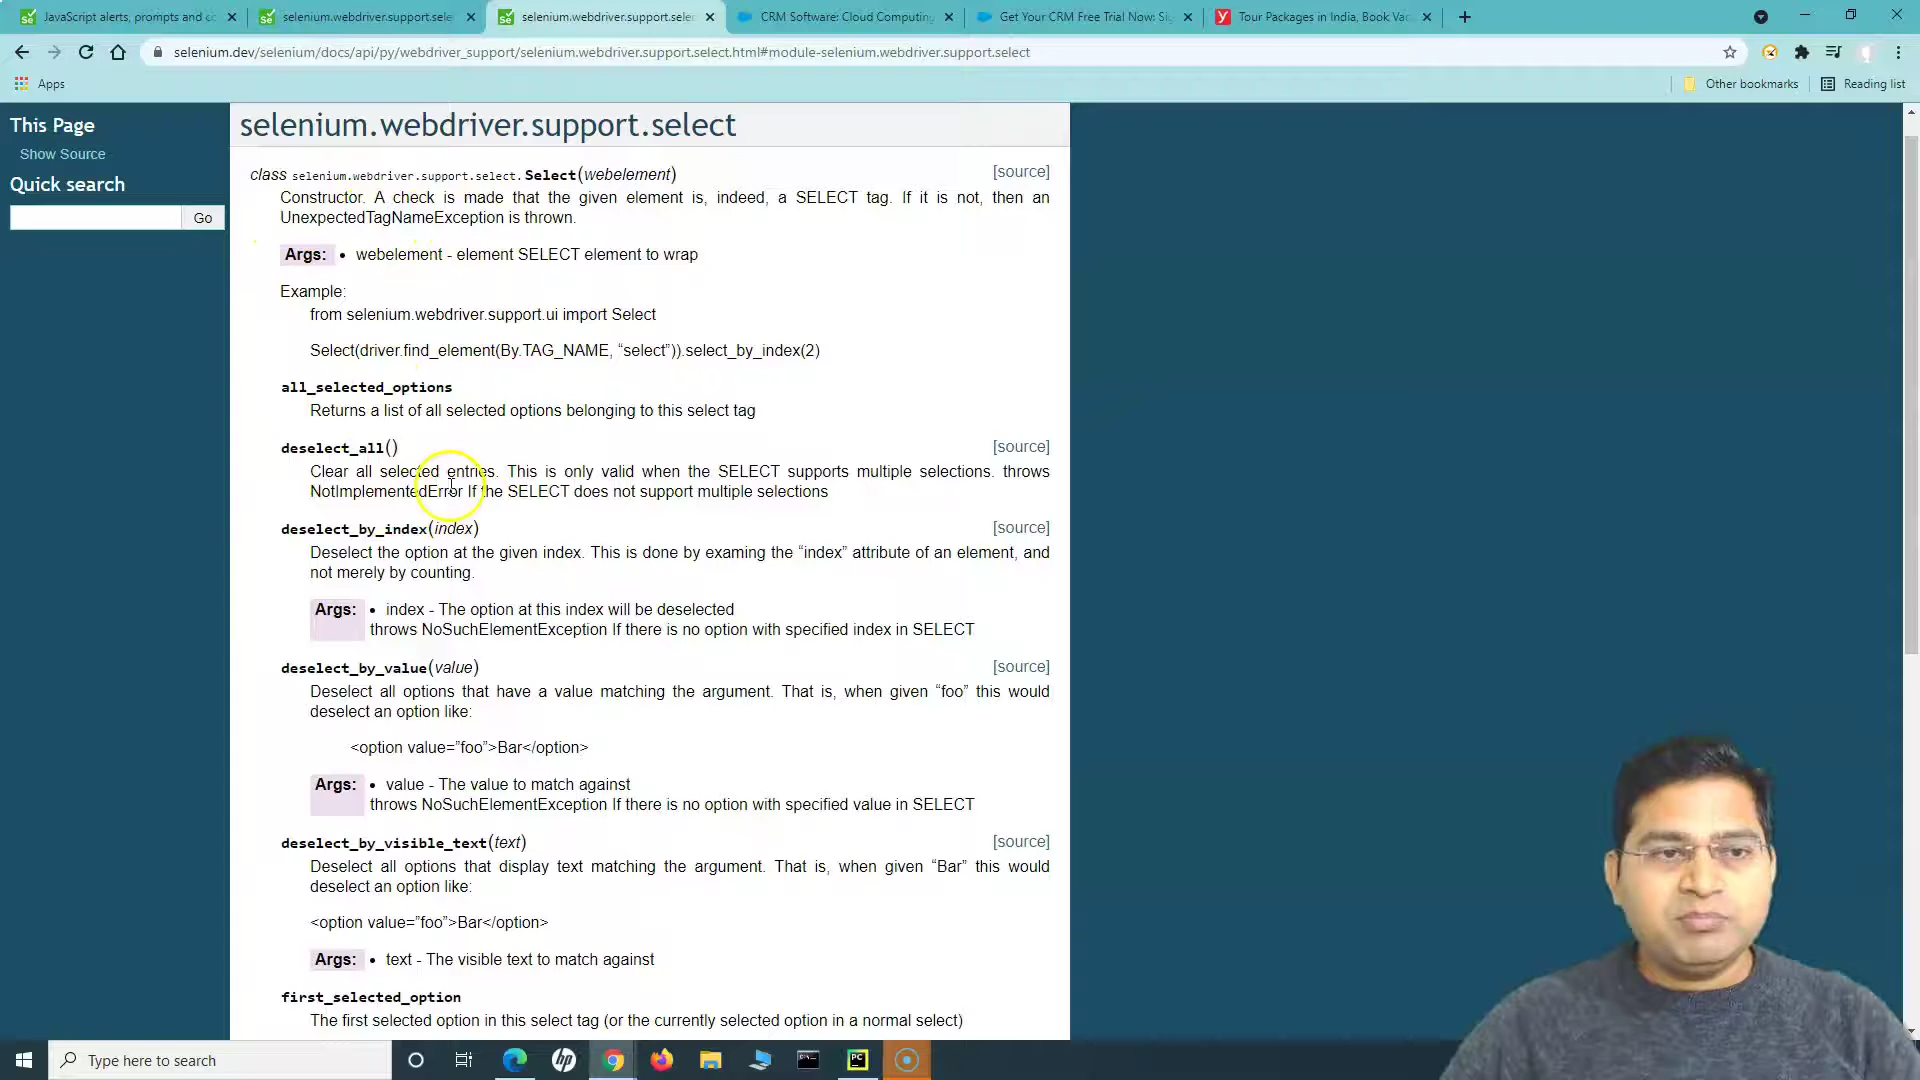 JavaScript alerts, prompts and co
selenium.webdriver.support.sele
selenium.webdriver.support.sele
CRM Software: Cloud Computing
Get Your CRM Free Trial Now: Si
Tour Packages in India, Book Vac
selenium.dev/selenium/docs/api/py/webdriver_support/selenium.webdriver.support.select.html#module-selenium.webdriver.support.select
Apps
Other bookmarks
Reading list
This Page
Show Source
Quick search
Go
selenium.webdriver.support.select
class selenium.webdriver.support.select.Select(webelement) [source]
Constructor. A check is made that the given element is, indeed, a SELECT tag. If it is not, then an
UnexpectedTagNameException is thrown.
Args: • webelement - element SELECT element to wrap
Example:
from selenium.webdriver.support.ui import Select
Select(driver.find_element(By.TAG_NAME, “select”)).select_by_index(2)
all_selected_options
Returns a list of all selected options belonging to this select tag
deselect_all() [source]
Clear all selected entries. This is only valid when the SELECT supports multiple selections. throws
NotImplementedError If the SELECT does not support multiple selections
deselect_by_index(index) [source]
Deselect the option at the given index. This is done by examing the “index” attribute of an element, and
not merely by counting.
Args: • index - The option at this index will be deselected
throws NoSuchElementException If there is no option with specified index in SELECT
deselect_by_value(value) [source]
Deselect all options that have a value matching the argument. That is, when given “foo” this would
deselect an option like:
<option value=”foo”>Bar</option>
Args: • value - The value to match against
throws NoSuchElementException If there is no option with specified value in SELECT
deselect_by_visible_text(text) [source]
Deselect all options that display text matching the argument. That is, when given “Bar” this would
deselect an option like:
<option value=”foo”>Bar</option>
Args: • text - The visible text to match against
first_selected_option
The first selected option in this select tag (or the currently selected option in a normal select)
Type here to search